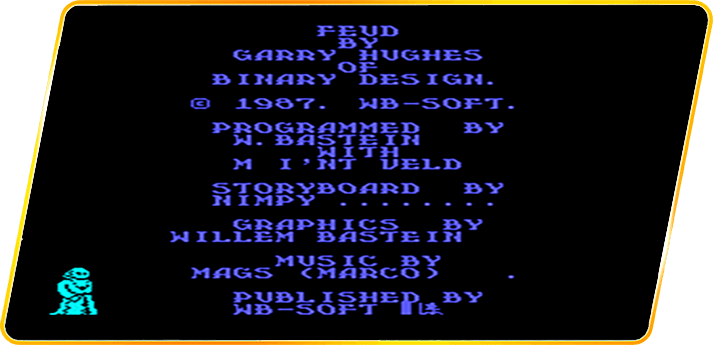 FEUD
BY
GARRY HUGHES
OF
BINARY DESIGN.
© 1987. WB-SOFT.
PROGRAMMED BY
W.BASTEIN
WITH
M I'NT VELD
STORYBOARD BY
NIMPY ........
GRAPHICS BY
WILLEM BASTEIN
MUSIC BY
MAGS (MARCO) .
PUBLISHED BY
WB-SOFT